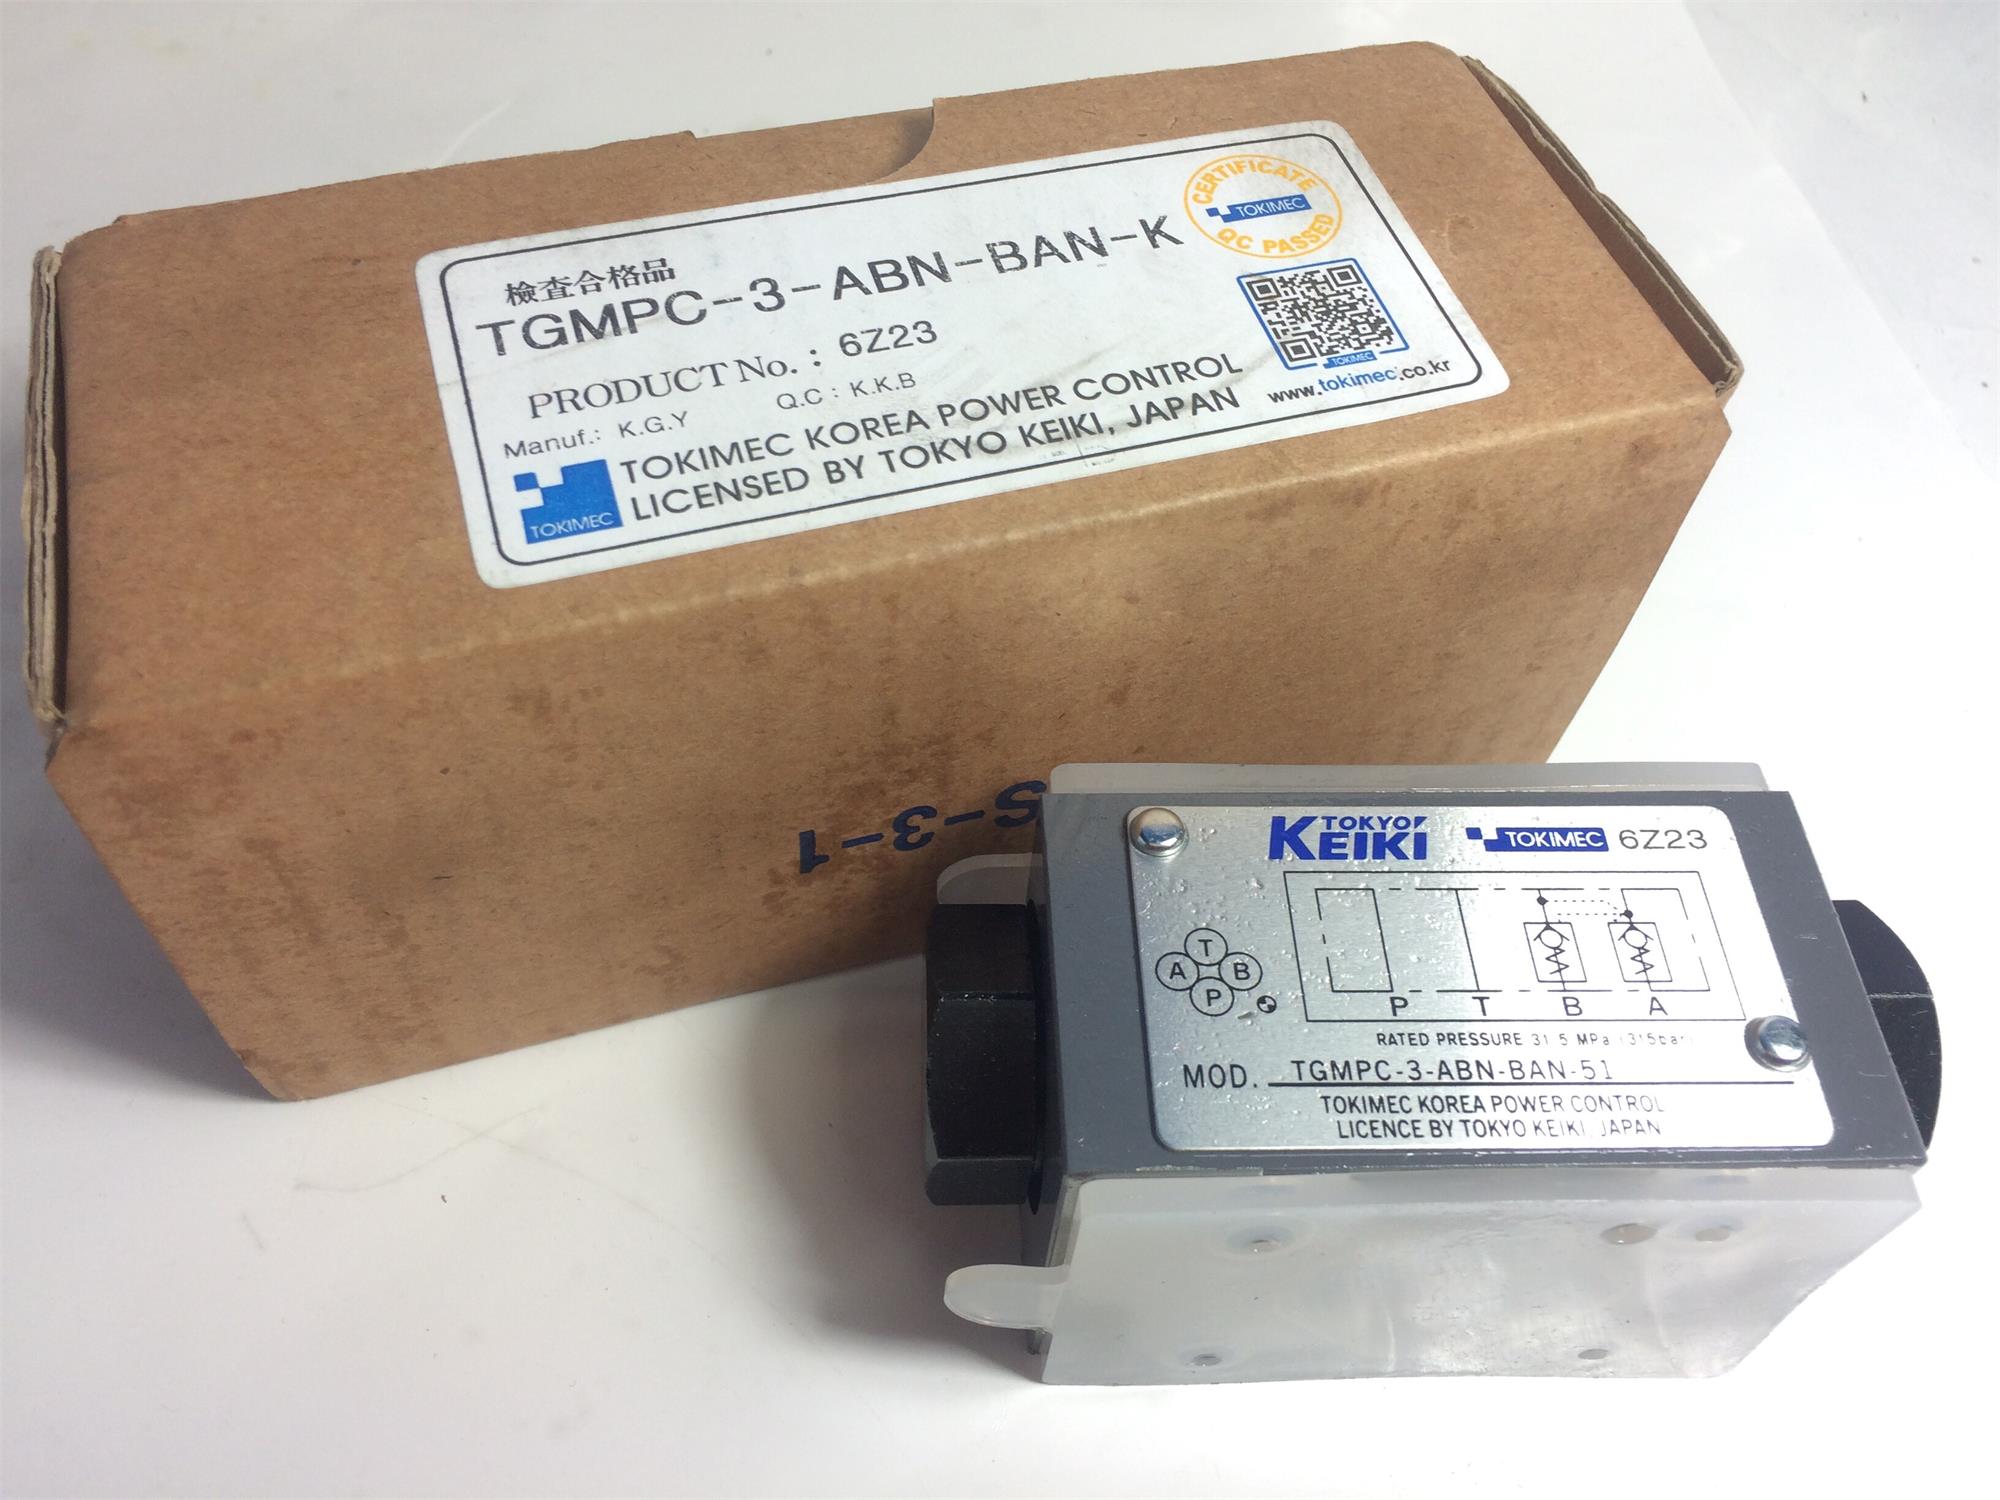 檢査合格品
TGMPC-3-ABN-BAN-K
PRODUCT No. : 6Z23
Manuf.: K.G.Y Q.C : K.K.B
TOKIMEC KOREA POWER CONTROL
LICENSED BY TOKYO KEIKI, JAPAN
TOKIMEC
CERTIFICATE
TOKIMEC
QC PASSED
TOKIMEC
www.tokimec.co.kr
S-3-1
TOKYO
KEIKI
TOKIMEC 6Z23
T
A B
P
P T B A
RATED PRESSURE 31.5 MPa (315bar)
MOD. TGMPC-3-ABN-BAN-51
TOKIMEC KOREA POWER CONTROL
LICENCE BY TOKYO KEIKI, JAPAN